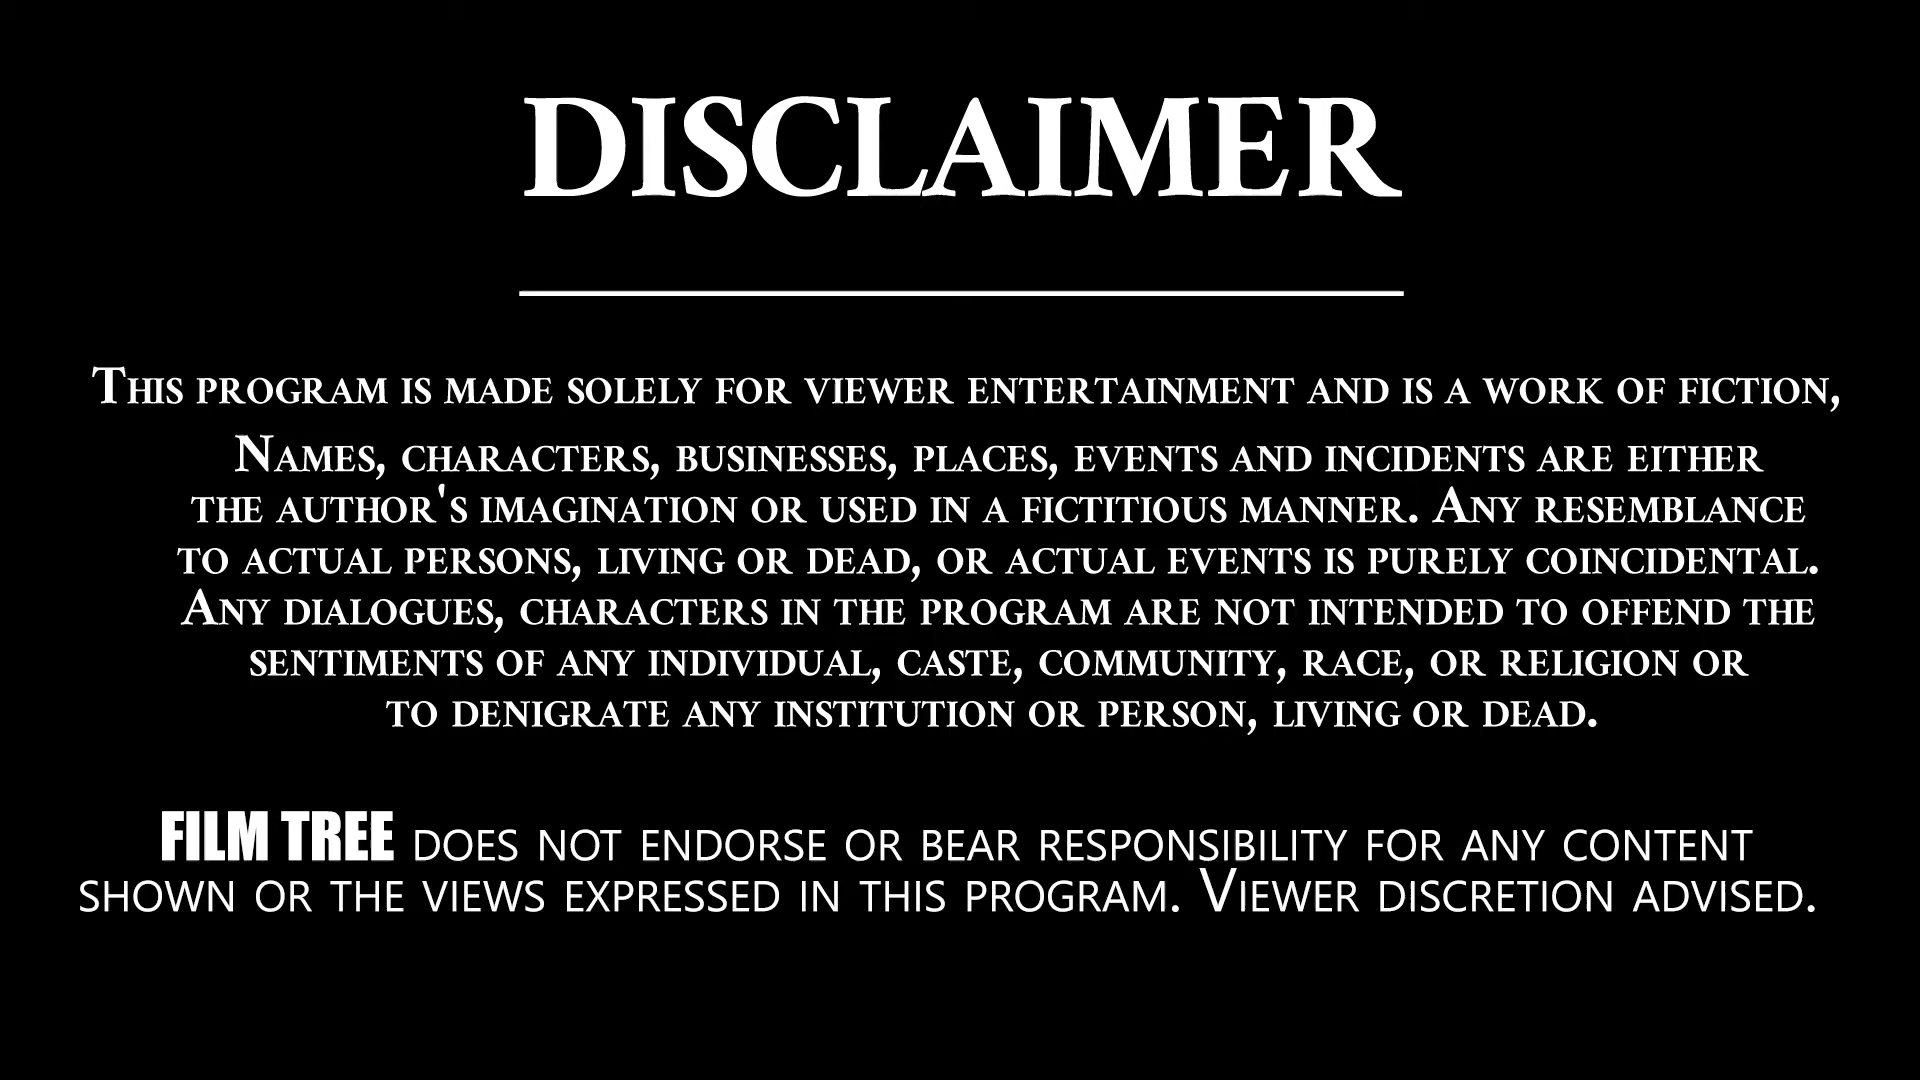 DISCLAIMER
This program is made solely for viewer entertainment and is a work of fiction,
Names, characters, businesses, places, events and incidents are either
the author's imagination or used in a fictitious manner. Any resemblance
to actual persons, living or dead, or actual events is purely coincidental.
Any dialogues, characters in the program are not intended to offend the
sentiments of any individual, caste, community, race, or religion or
to denigrate any institution or person, living or dead.
FILM TREE does not endorse or bear responsibility for any content
shown or the views expressed in this program. Viewer discretion advised.